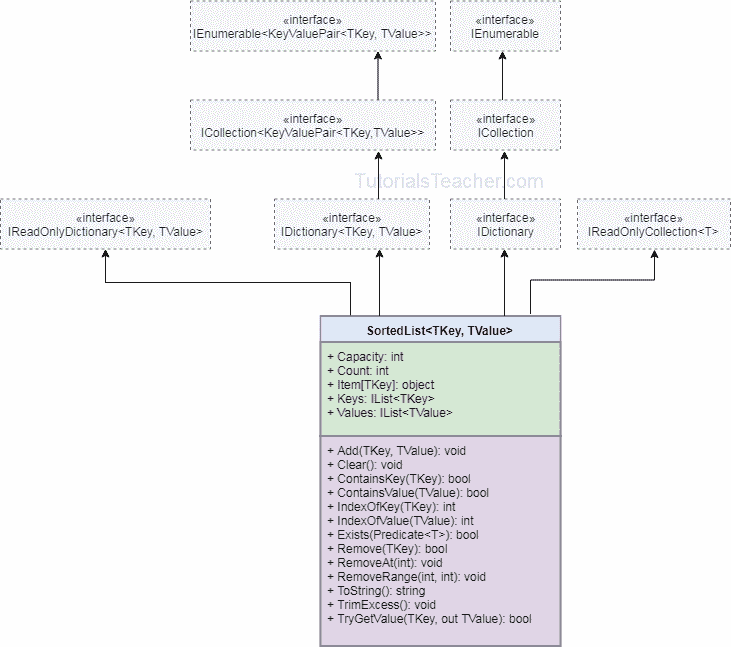 «interface»
IEnumerable<KeyValuePair<TKey, TValue>>
«interface»
IEnumerable
«interface»
ICollection<KeyValuePair<TKey,TValue>>
«interface»
ICollection
TutorialsTeacher.com
«interface»
IReadOnlyDictionary<TKey, TValue>
«interface»
IDictionary<TKey, TValue>
«interface»
IDictionary
«interface»
IReadOnlyCollection<T>
SortedList<TKey, TValue>
+ Capacity: int
+ Count: int
+ Item[TKey]: object
+ Keys: IList<TKey>
+ Values: IList<TValue>
+ Add(TKey, TValue): void
+ Clear(): void
+ ContainsKey(TKey): bool
+ ContainsValue(TValue): bool
+ IndexOfKey(TKey): int
+ IndexOfValue(TValue): int
+ Exists(Predicate<T>): bool
+ Remove(TKey): bool
+ RemoveAt(int): void
+ RemoveRange(int, int): void
+ ToString(): string
+ TrimExcess(): void
+ TryGetValue(TKey, out TValue): bool